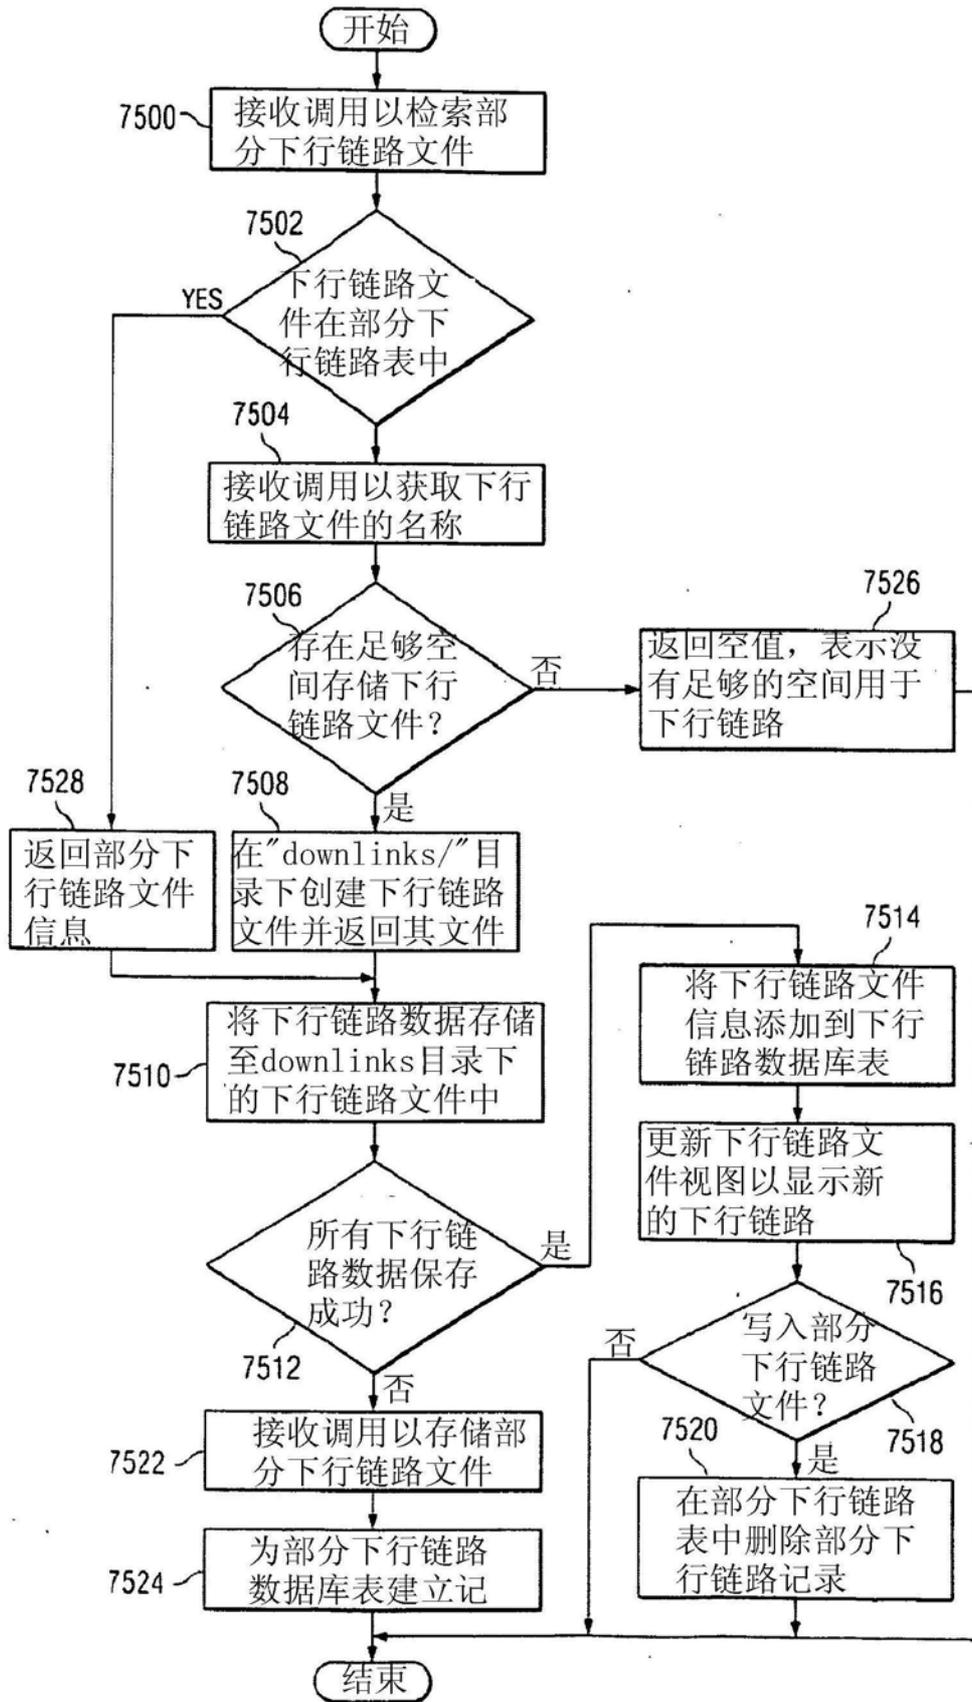 开始
7500
接收调用以检索部
分下行链路文件
7502
下行链路文
件在部分下
行链路表中
YES
7504
接收调用以获取下行
链路文件的名称
7506
存在足够空
间存储下行
链路文件？
否
7526
返回空值，表示没
有足够的空间用于
下行链路
是
7528
返回部分下
行链路文件
信息
7508
在"downlinks/"目
录下创建下行链路
文件并返回其文件
7510
将下行链路数据存储
至downlinks目录下
的下行链路文件中
7514
将下行链路文件
信息添加到下行
链路数据库表
更新下行链路文
件视图以显示新
的下行链路
7516
所有下行链
路数据保存
成功？
7512
是
否
写入部分
下行链路
文件？
7518
否
是
7522
接收调用以存储部
分下行链路文件
7520
在部分下行链路
表中删除部分下
行链路记录
7524
为部分下行链路
数据库表建立记
结束